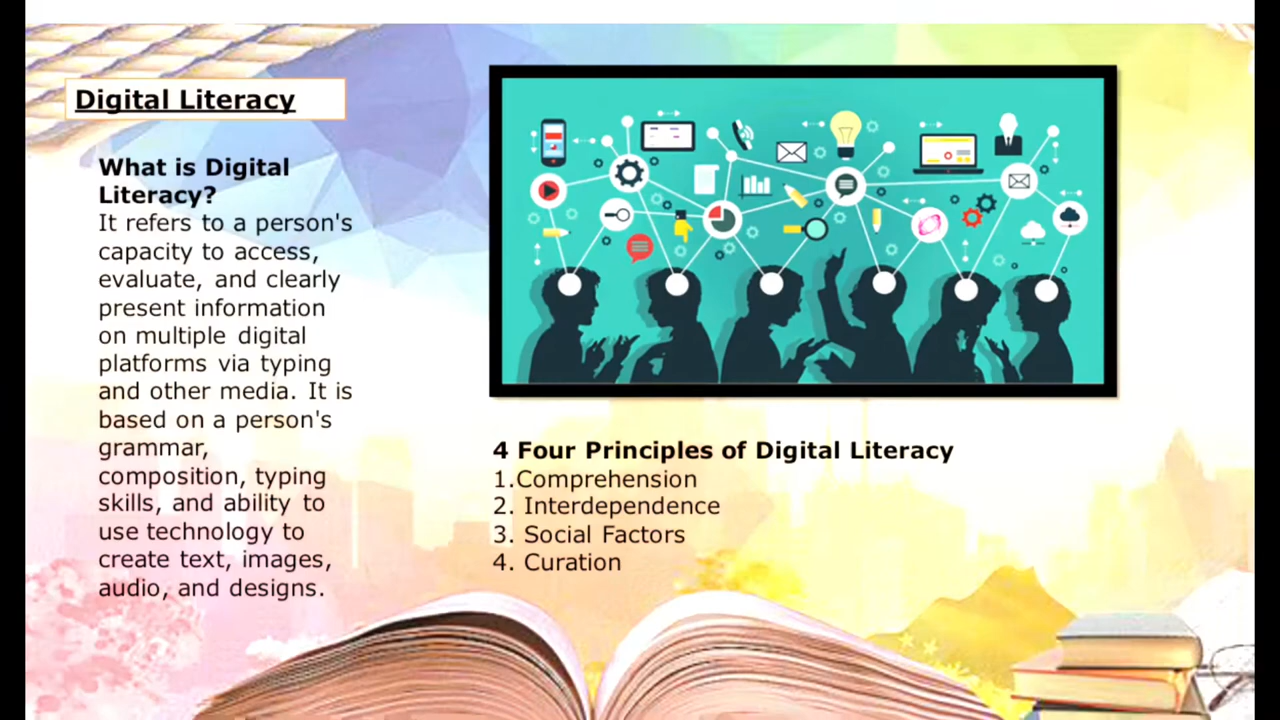 Digital Literacy
What is Digital
Literacy?
It refers to a person's
capacity to access,
evaluate, and clearly
present information
on multiple digital
platforms via typing
and other media. It is
based on a person's
grammar,
composition, typing
skills, and ability to
use technology to
create text, images,
audio, and designs.
4 Four Principles of Digital Literacy
1.Comprehension
2. Interdependence
3. Social Factors
4. Curation